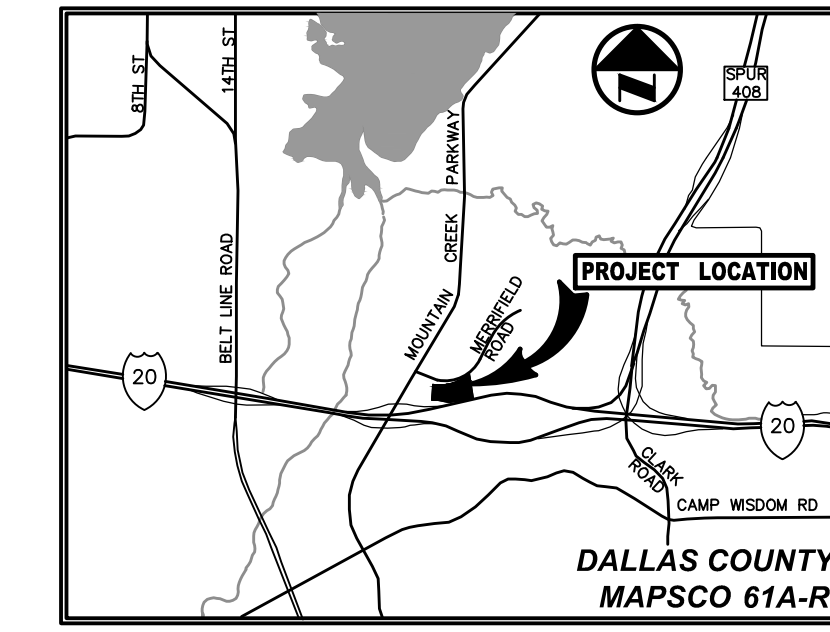 8TH ST
14TH ST
SPUR
408
MOUNTAIN CREEK PARKWAY
BELT LINE ROAD
PROJECT LOCATION
MERRIFIELD
ROAD
20
20
CLARK
ROAD
CAMP WISDOM RD
DALLAS COUNTY
MAPSCO 61A-R